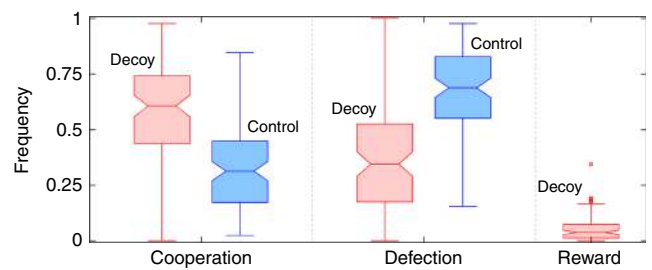 1
Decoy
Control
0.75
Decoy
Control
Frequency
0.5
0.25
Decoy
0
Cooperation
Defection
Reward